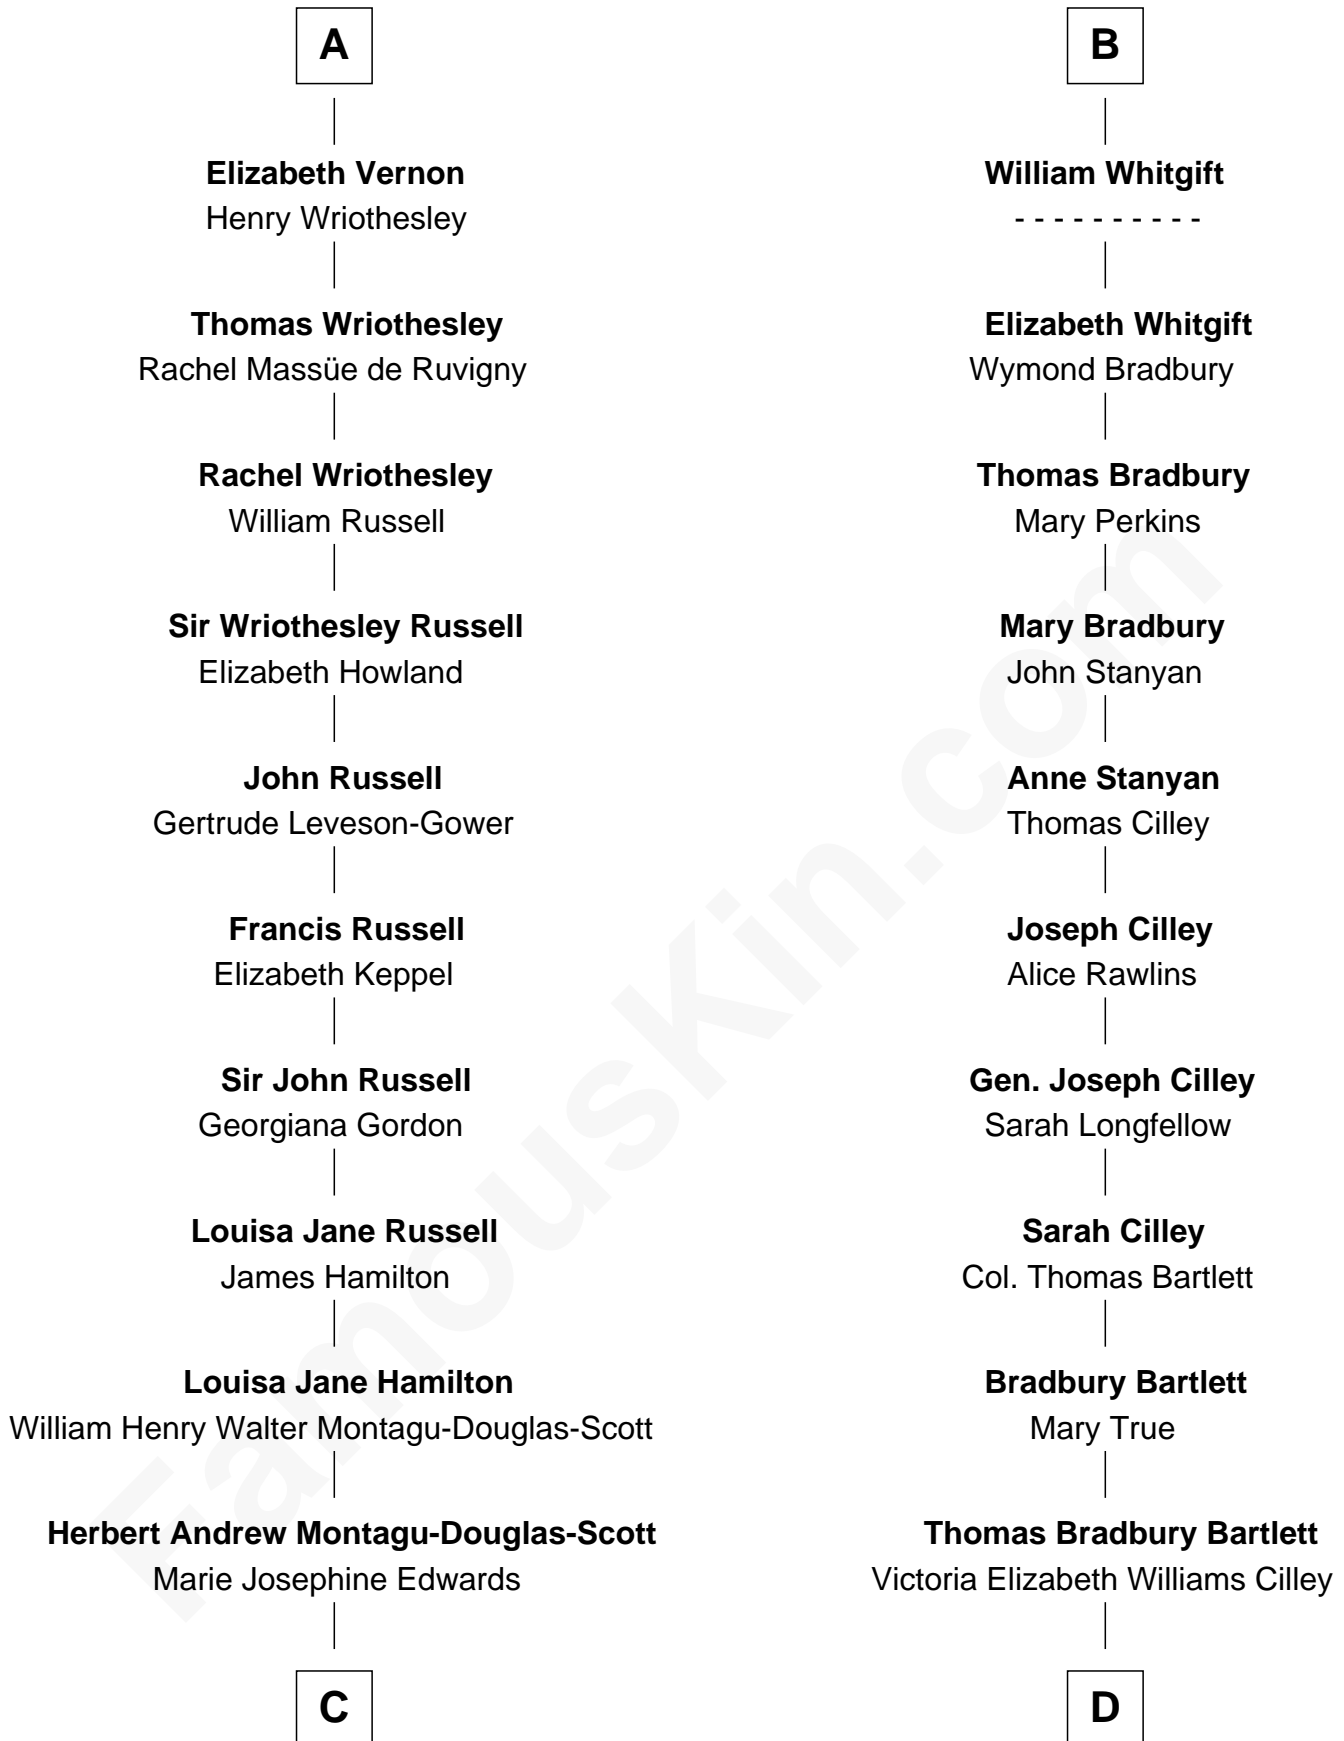 A
Elizabeth Vernon
Henry Wriothesley
Thomas Wriothesley
Rachel Massüe de Ruvigny
Rachel Wriothesley
William Russell
Sir Wriothesley Russell
Elizabeth Howland
John Russell
Gertrude Leveson-Gower
Francis Russell
Elizabeth Keppel
Sir John Russell
Georgiana Gordon
Louisa Jane Russell
James Hamilton
Louisa Jane Hamilton
William Henry Walter Montagu-Douglas-Scott
Herbert Andrew Montagu-Douglas-Scott
Marie Josephine Edwards
C
B
William Whitgift
- - - - - - - - - -
Elizabeth Whitgift
Wymond Bradbury
Thomas Bradbury
Mary Perkins
Mary Bradbury
John Stanyan
Anne Stanyan
Thomas Cilley
Joseph Cilley
Alice Rawlins
Gen. Joseph Cilley
Sarah Longfellow
Sarah Cilley
Col. Thomas Bartlett
Bradbury Bartlett
Mary True
Thomas Bradbury Bartlett
Victoria Elizabeth Williams Cilley
D
FamousKin.com